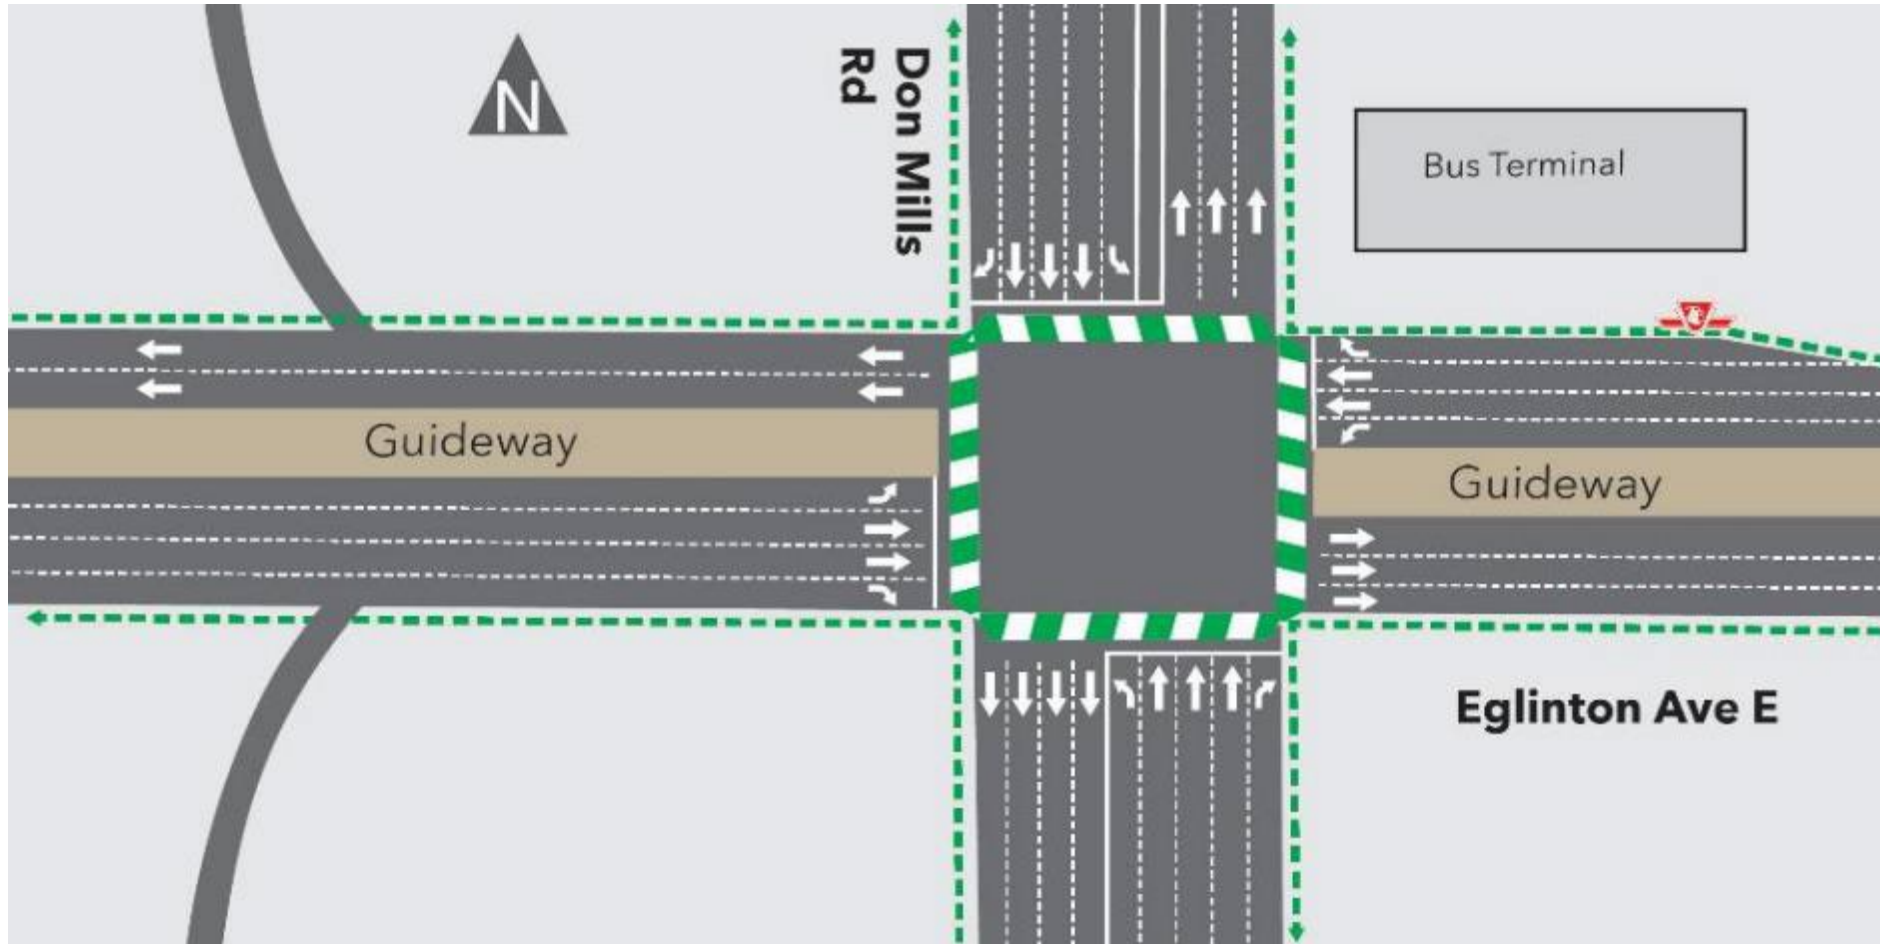 N
Don Mills
Rd
Bus Terminal
Guideway
Guideway
Eglinton Ave E